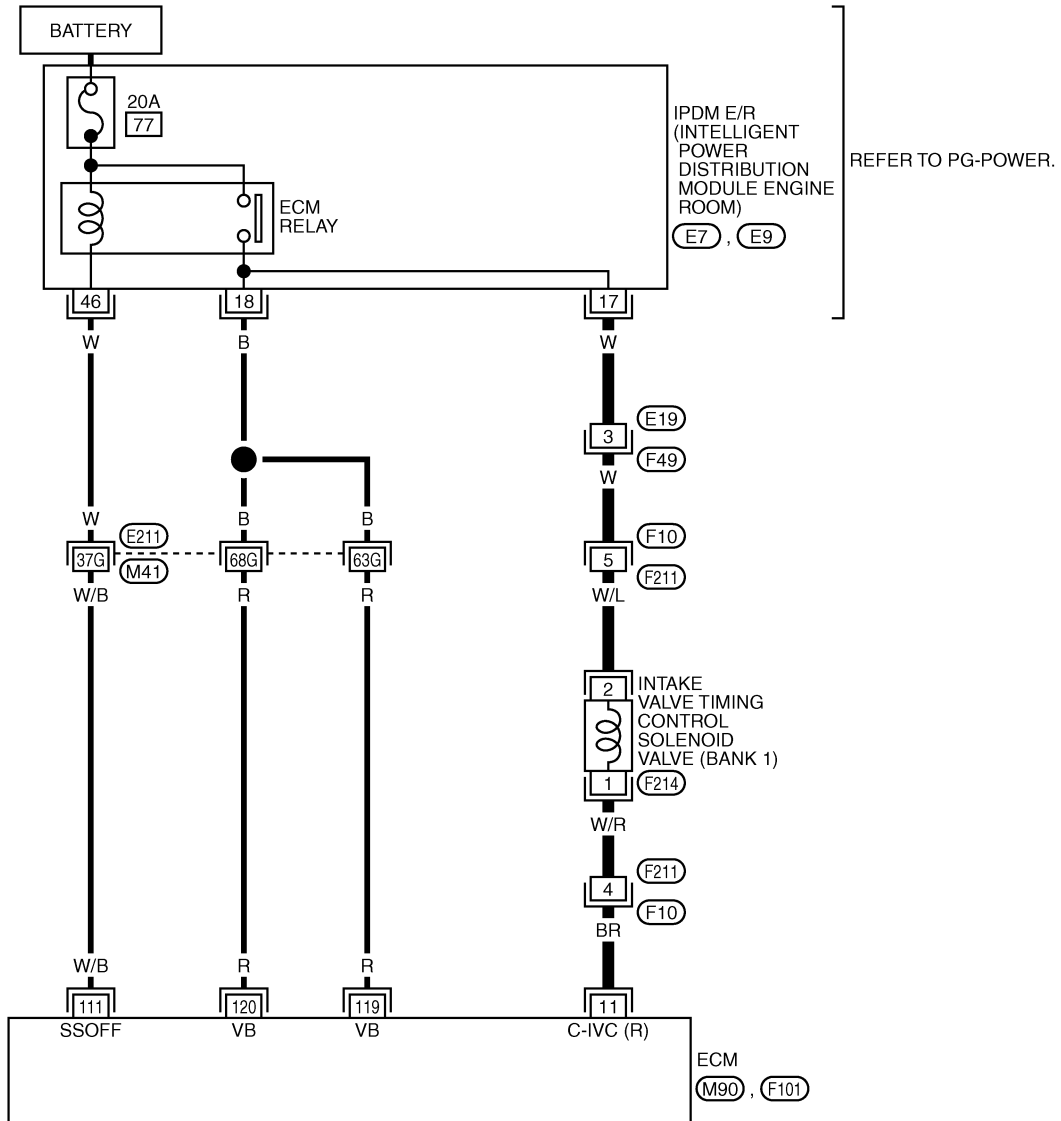 BATTERY
20A
77
IPDM E/R
(INTELLIGENT
POWER
DISTRIBUTION
MODULE ENGINE
ROOM)
E7 , E9
REFER TO PG-POWER.
ECM
RELAY
46 18 17
W B W
E19
3
F49
W
W B B
E211 F10
37G 68G 63G 5
M41 F211
W/B R R W/L
2
INTAKE
VALVE TIMING
CONTROL
SOLENOID
VALVE (BANK 1)
1 F214
W/R
F211
4
F10
BR
W/B R R
111 120 119 11
SSOFF VB VB C-IVC (R)
ECM
M90 , F101